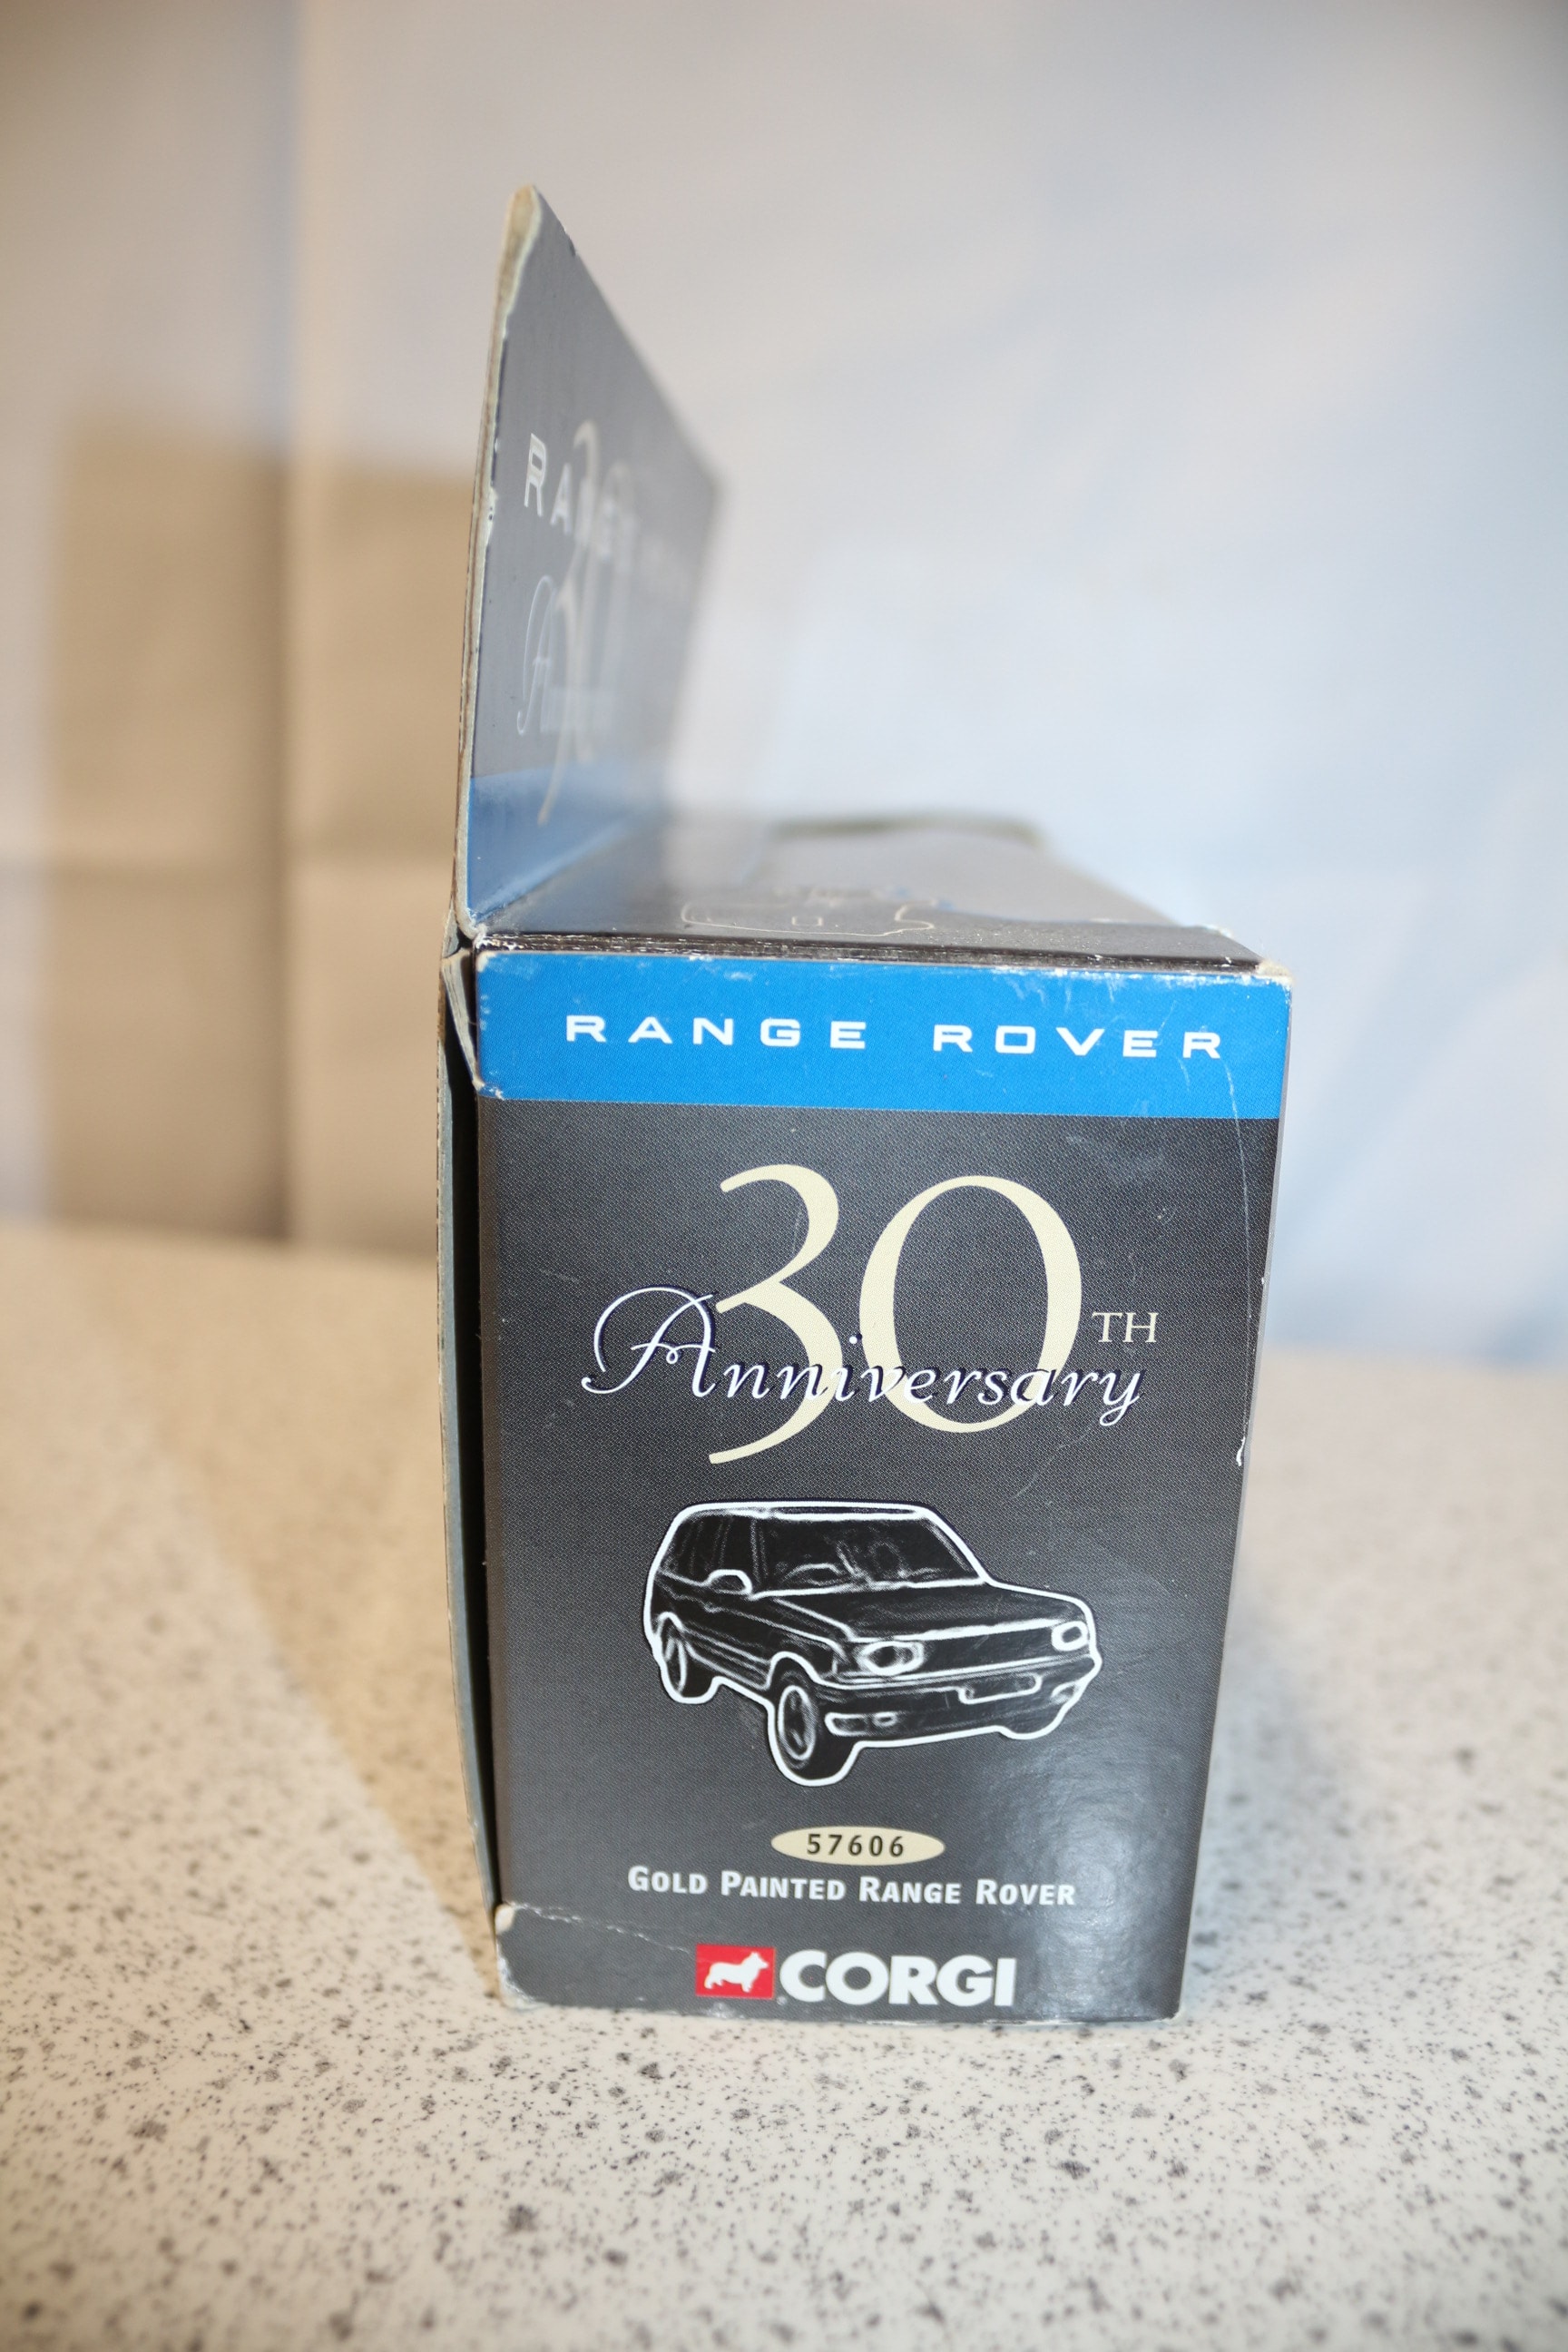 RANGE ROVER
30TH
Anniversary
57606
GOLD PAINTED RANGE ROVER
CORGI